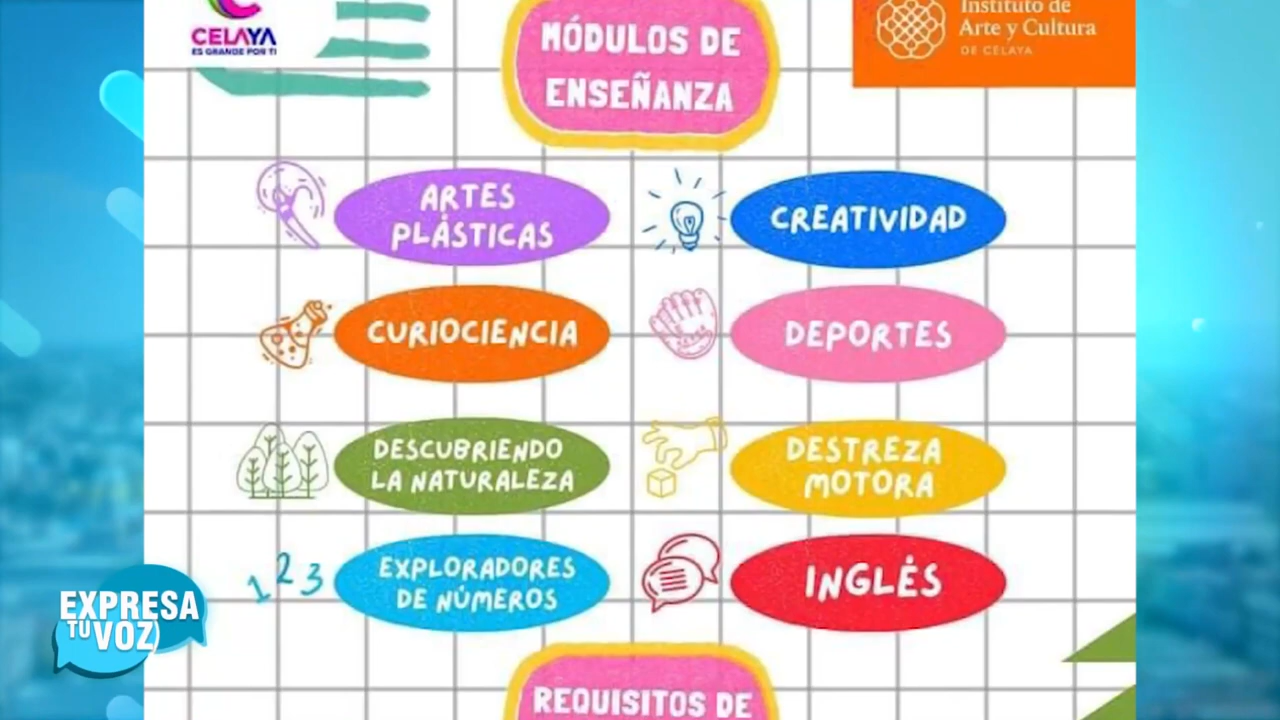 CELAYA
ES GRANDE POR TI
MÓDULOS DE
ENSEÑANZA
Instituto de
Arte y Cultura
DE CELAYA
ARTES
PLÁSTICAS
CREATIVIDAD
CURIOCIENCIA
DEPORTES
DESCUBRIENDO
LA NATURALEZA
DESTREZA
MOTORA
1 2 3
EXPLORADORES
DE NÚMEROS
INGLÉS
EXPRESA
TU VOZ
REQUISITOS DE